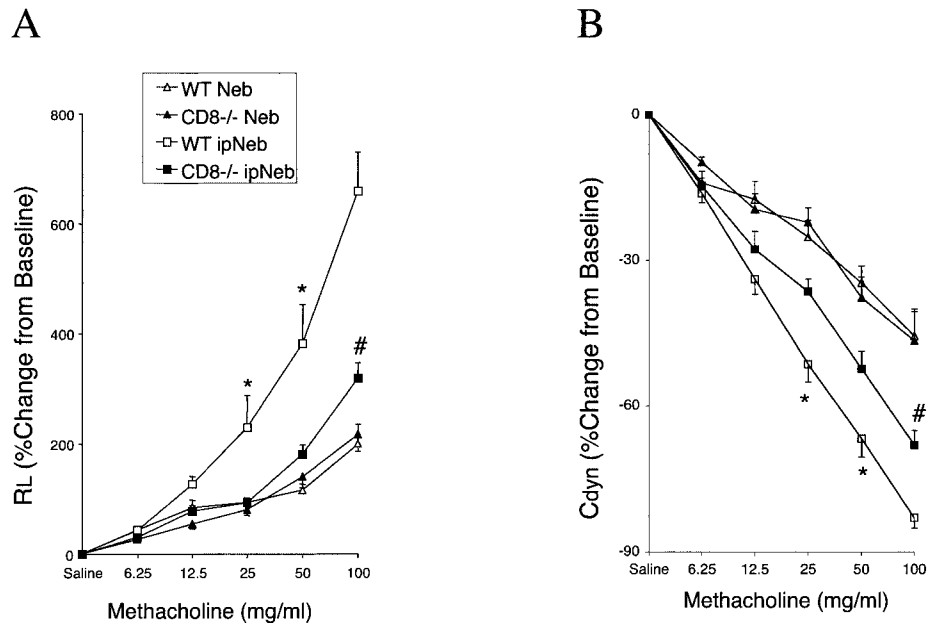 A
WT Neb
CD8-/- Neb
WT ipNeb
CD8-/- ipNeb
800
600
400
200
0
RL (%Change from Baseline)
*
*
#
Saline 6.25 12.5 25 50 100
Methacholine (mg/ml)
B
0
-30
-60
-90
Cdyn (%Change from Baseline)
*
*
#
Saline 6.25 12.5 25 50 100
Methacholine (mg/ml)